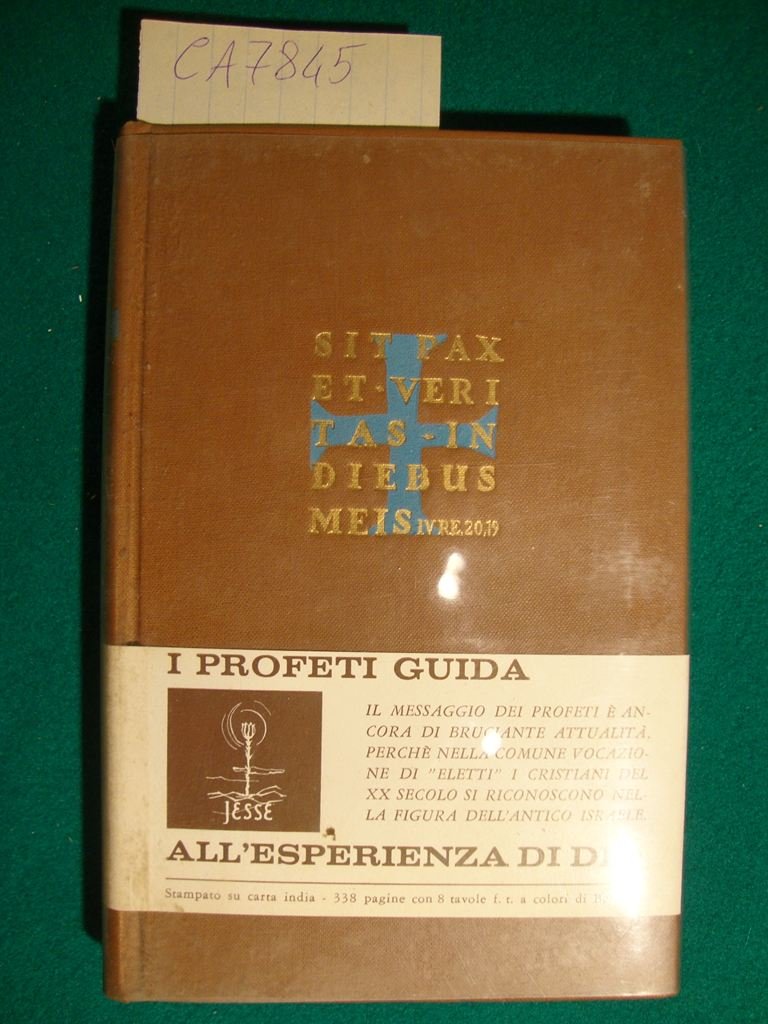 CA7845
SIT PAX
ET·VERI
TAS-IN
DIEBUS
MEIS IV RE.20,19
I PROFETI GUIDA
IL MESSAGGIO DEI PROFETI È AN-
CORA DI BRUCIANTE ATTUALITÀ,
PERCHÈ NELLA COMUNE VOCAZIO-
NE DI "ELETTI" I CRISTIANI DEL
XX SECOLO SI RICONOSCONO NEL-
LA FIGURA DELL'ANTICO ISRAELE.
JESSE
ALL'ESPERIENZA DI
Stampato su carta india - 338 pagine con 8 tavole f. t. a colori di